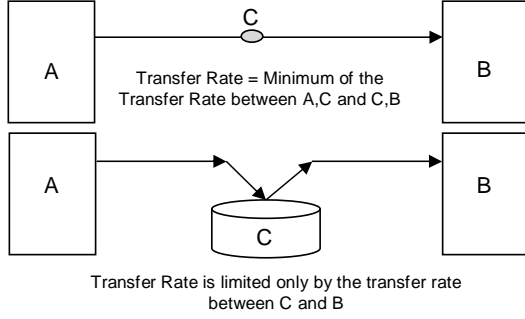 C
A
B
Transfer Rate = Minimum of the
Transfer Rate between A,C and C,B
A
B
C
Transfer Rate is limited only by the transfer rate
between C and B